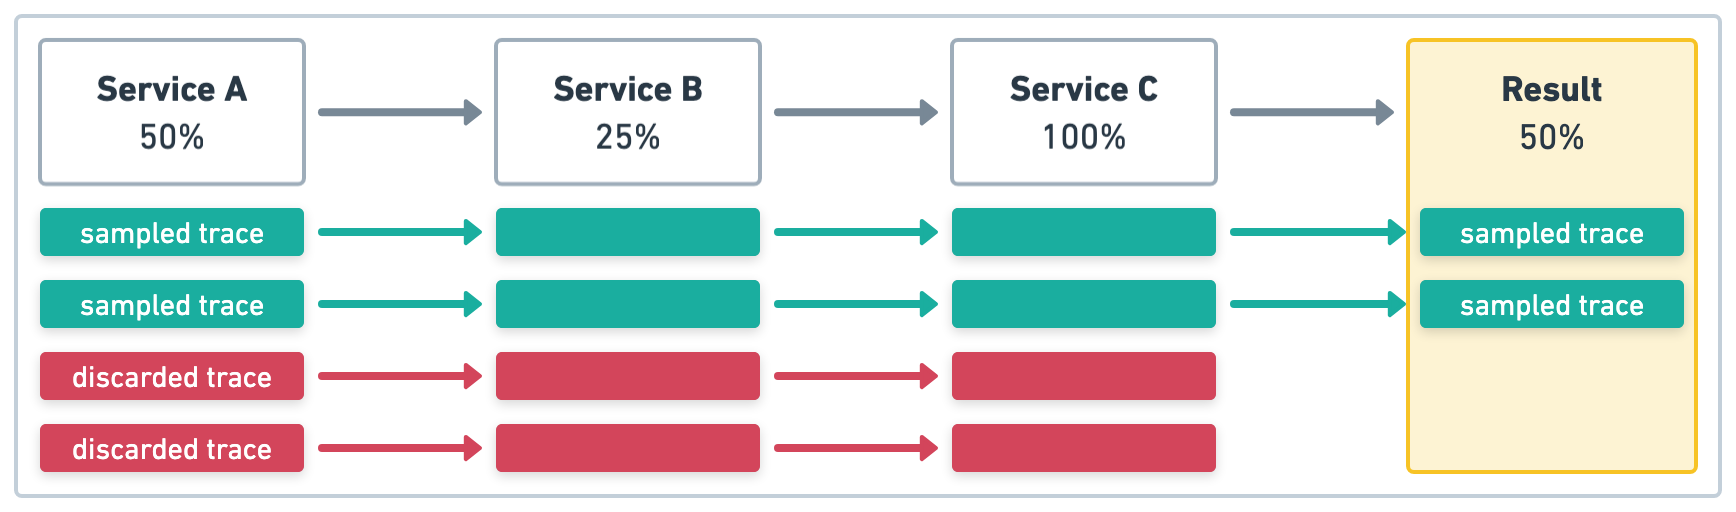 Service A
50%
Service B
25%
Service C
100%
Result
50%
sampled trace
sampled trace
sampled trace
sampled trace
discarded trace
discarded trace